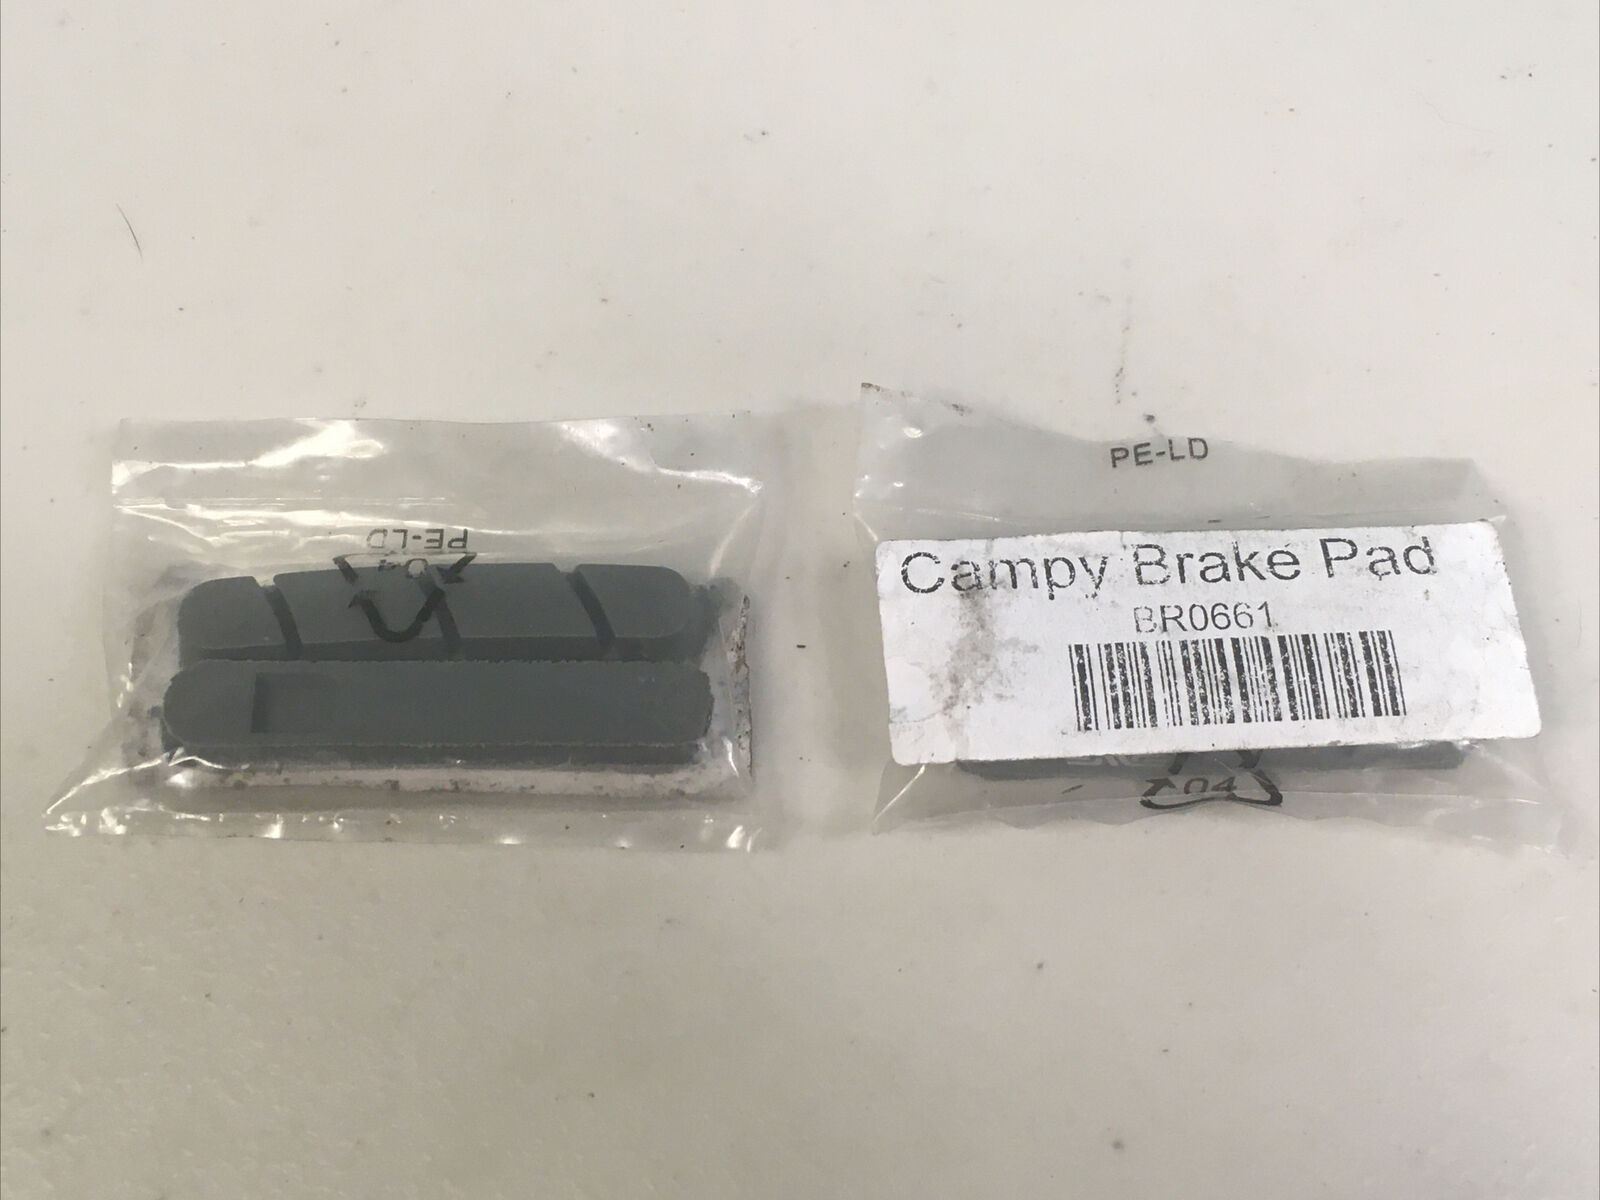 PE-LD
04
PE-LD
Campy Brake Pad
BR0661
04